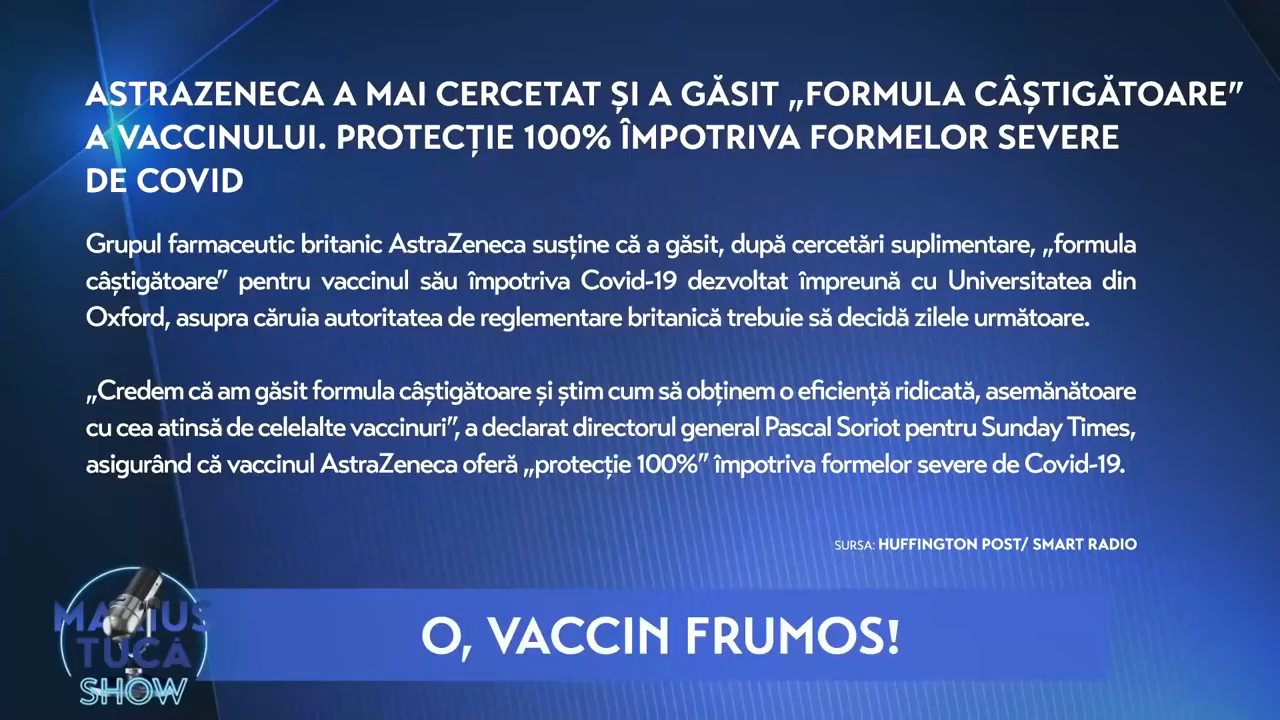 ASTRAZENECA A MAI CERCETAT ȘI A GĂSIT „FORMULA CÂȘTIGĂTOARE”
A VACCINULUI. PROTECȚIE 100% ÎMPOTRIVA FORMELOR SEVERE
DE COVID
Grupul farmaceutic britanic AstraZeneca susține că a găsit, după cercetări suplimentare, „formula
câștigătoare” pentru vaccinul său împotriva Covid-19 dezvoltat împreună cu Universitatea din
Oxford, asupra căruia autoritatea de reglementare britanică trebuie să decidă zilele următoare.
„Credem că am găsit formula câștigătoare și știm cum să obținem o eficiență ridicată, asemănătoare
cu cea atinsă de celelalte vaccinuri”, a declarat directorul general Pascal Soriot pentru Sunday Times,
asigurând că vaccinul AstraZeneca oferă „protecție 100%” împotriva formelor severe de Covid-19.
SURSA: HUFFINGTON POST/ SMART RADIO
MARIUS
TUCĂ
SHOW
O, VACCIN FRUMOS!